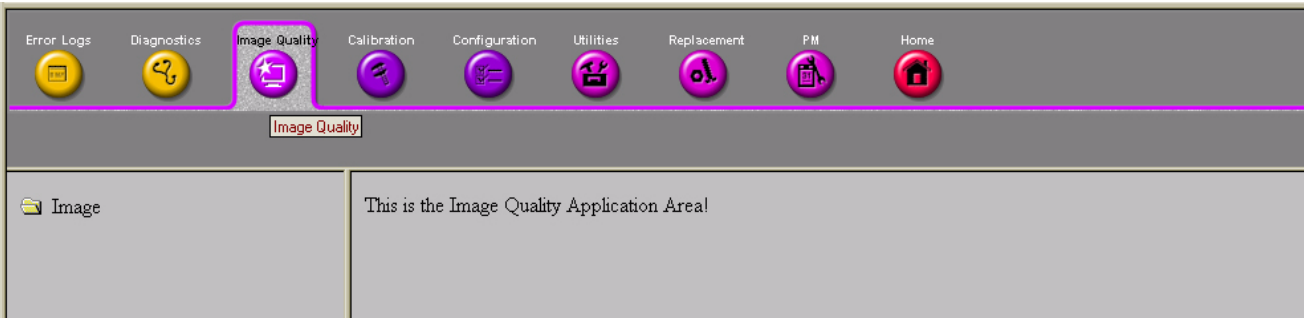 Error Logs Diagnostics Image Quality Calibration Configuration Utilities Replacement PM Home
Image Quality
Image
This is the Image Quality Application Area!